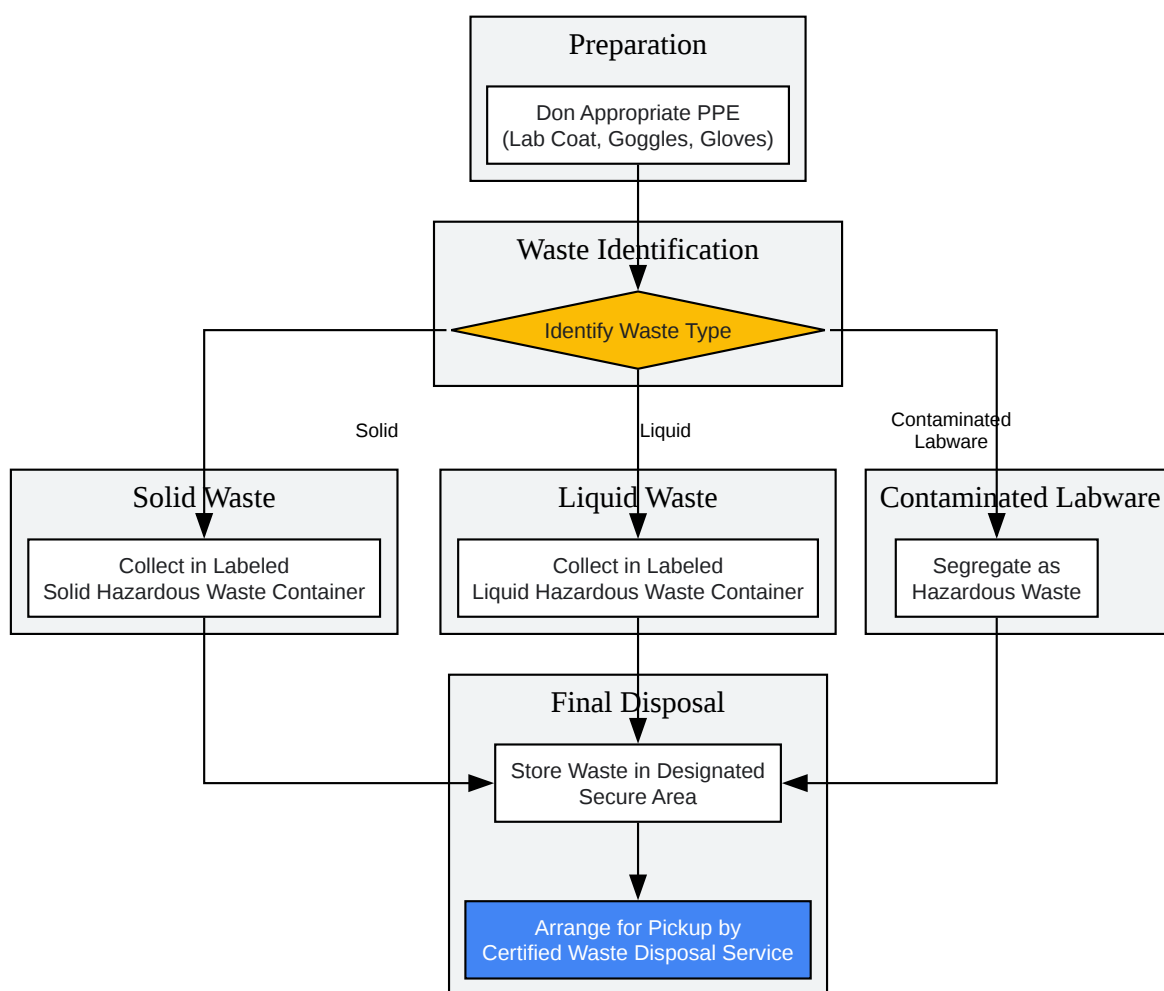 Preparation
Don Appropriate PPE
(Lab Coat, Goggles, Gloves)
Waste Identification
Identify Waste Type
Solid
Liquid
Contaminated
Labware
Solid Waste
Collect in Labeled
Solid Hazardous Waste Container
Liquid Waste
Collect in Labeled
Liquid Hazardous Waste Container
Contaminated Labware
Segregate as
Hazardous Waste
Final Disposal
Store Waste in Designated
Secure Area
Arrange for Pickup by
Certified Waste Disposal Service